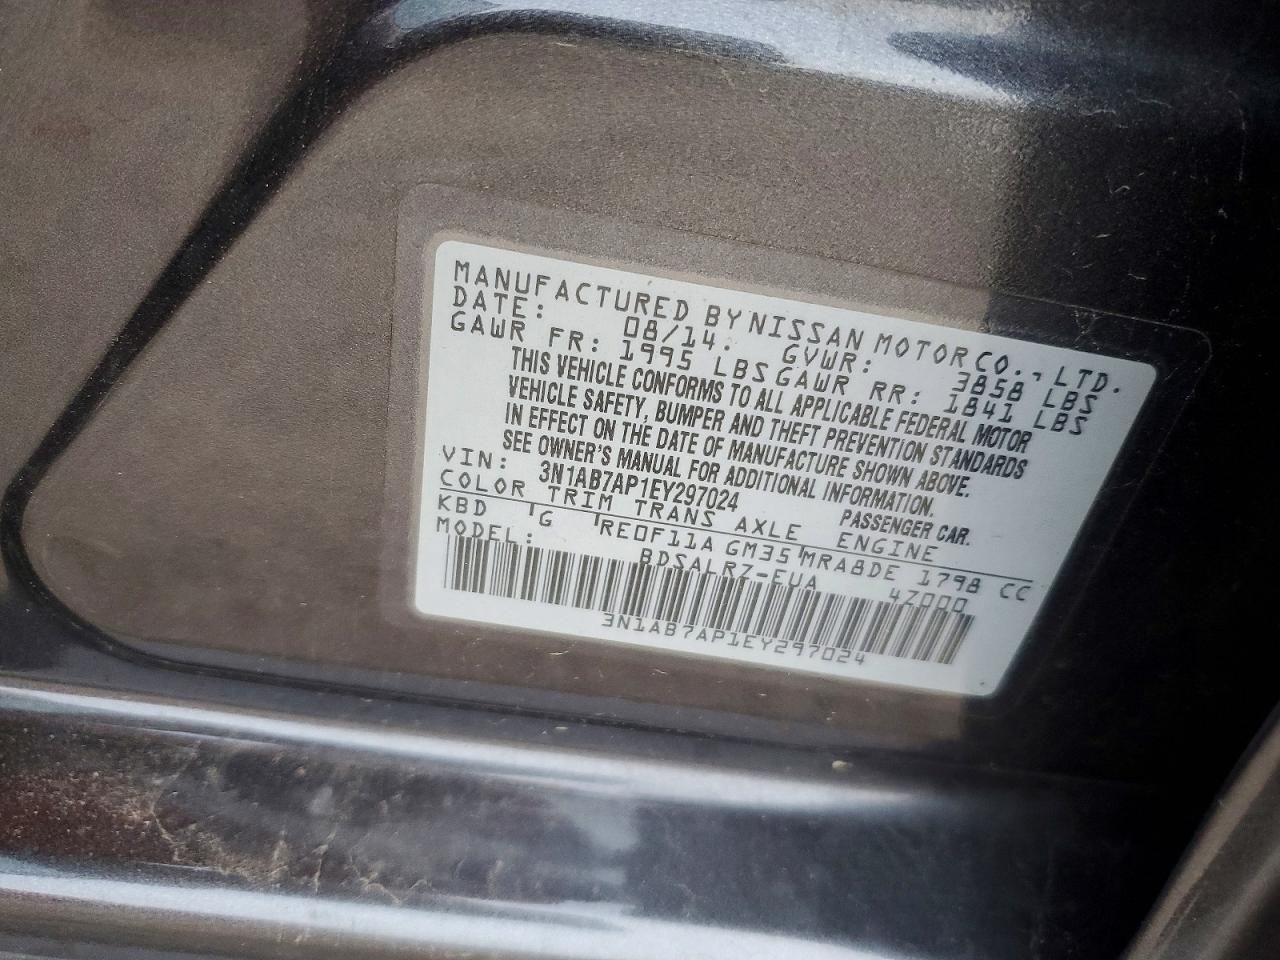 MANUFACTURED BY NISSAN MOTOR CO., LTD.
DATE: 08/14. GVWR: 3858 LBS
GAWR FR: 1995 LBS GAWR RR: 1841 LBS
THIS VEHICLE CONFORMS TO ALL APPLICABLE FEDERAL MOTOR
VEHICLE SAFETY, BUMPER AND THEFT PREVENTION STANDARDS
IN EFFECT ON THE DATE OF MANUFACTURE SHOWN ABOVE.
SEE OWNER'S MANUAL FOR ADDITIONAL INFORMATION.
VIN: 3N1AB7AP1EY297024 PASSENGER CAR.
COLOR TRIM TRANS AXLE ENGINE
KBD G RE0F11A GM35 MRA8DE 1798 CC
MODEL: BDSALRZ-EUA 4Z000
3N1AB7AP1EY297024